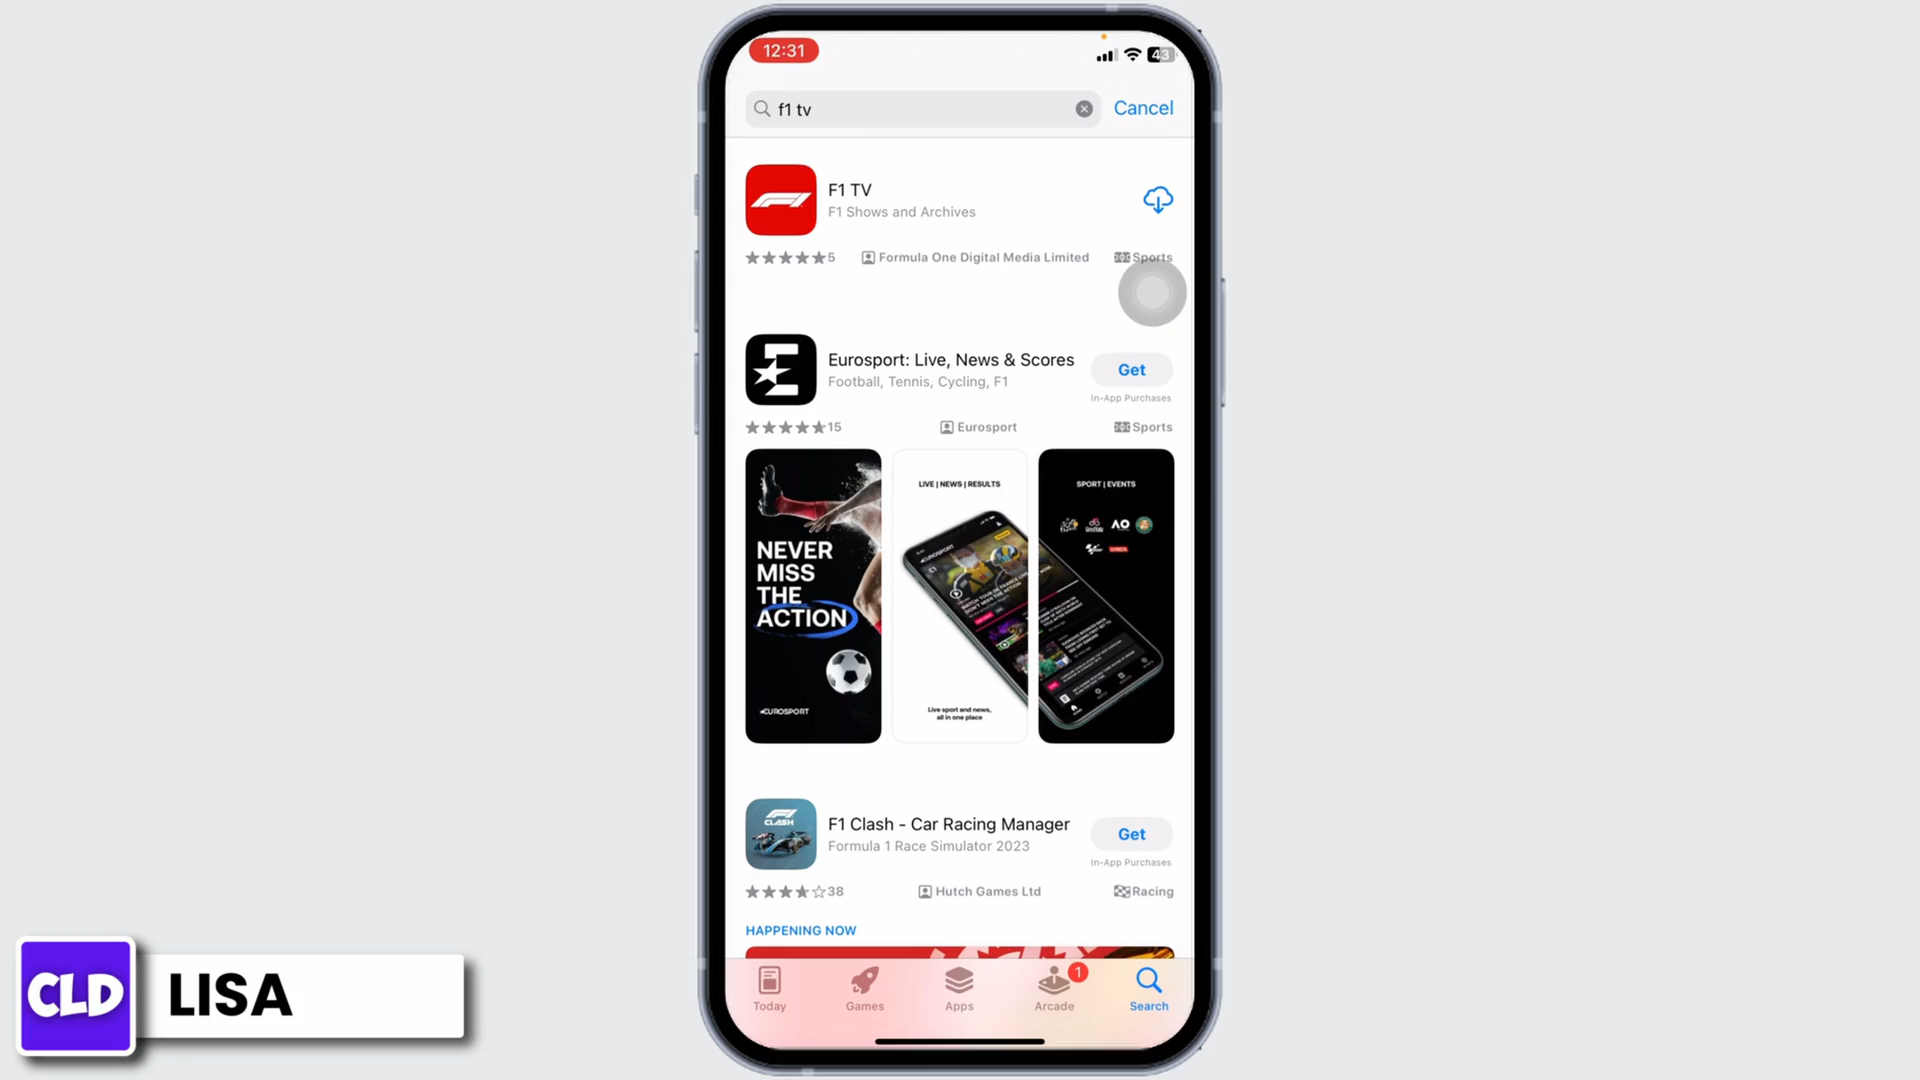 12:31
43
f1 tv
Cancel
F1 TV
F1 Shows and Archives
5
Formula One Digital Media Limited
Sports
Eurosport: Live, News & Scores
Football, Tennis, Cycling, F1
Get
In-App Purchases
15
Eurosport
Sports
NEVER
MISS
THE
ACTION
EUROSPORT
LIVE | NEWS | RESULTS
Live sport and news,
all in one place
SPORT | EVENTS
AO
CLASH
F1 Clash - Car Racing Manager
Formula 1 Race Simulator 2023
Get
In-App Purchases
38
Hutch Games Ltd
Racing
HAPPENING NOW
Today
Games
Apps
1
Arcade
Search
CLD
LISA